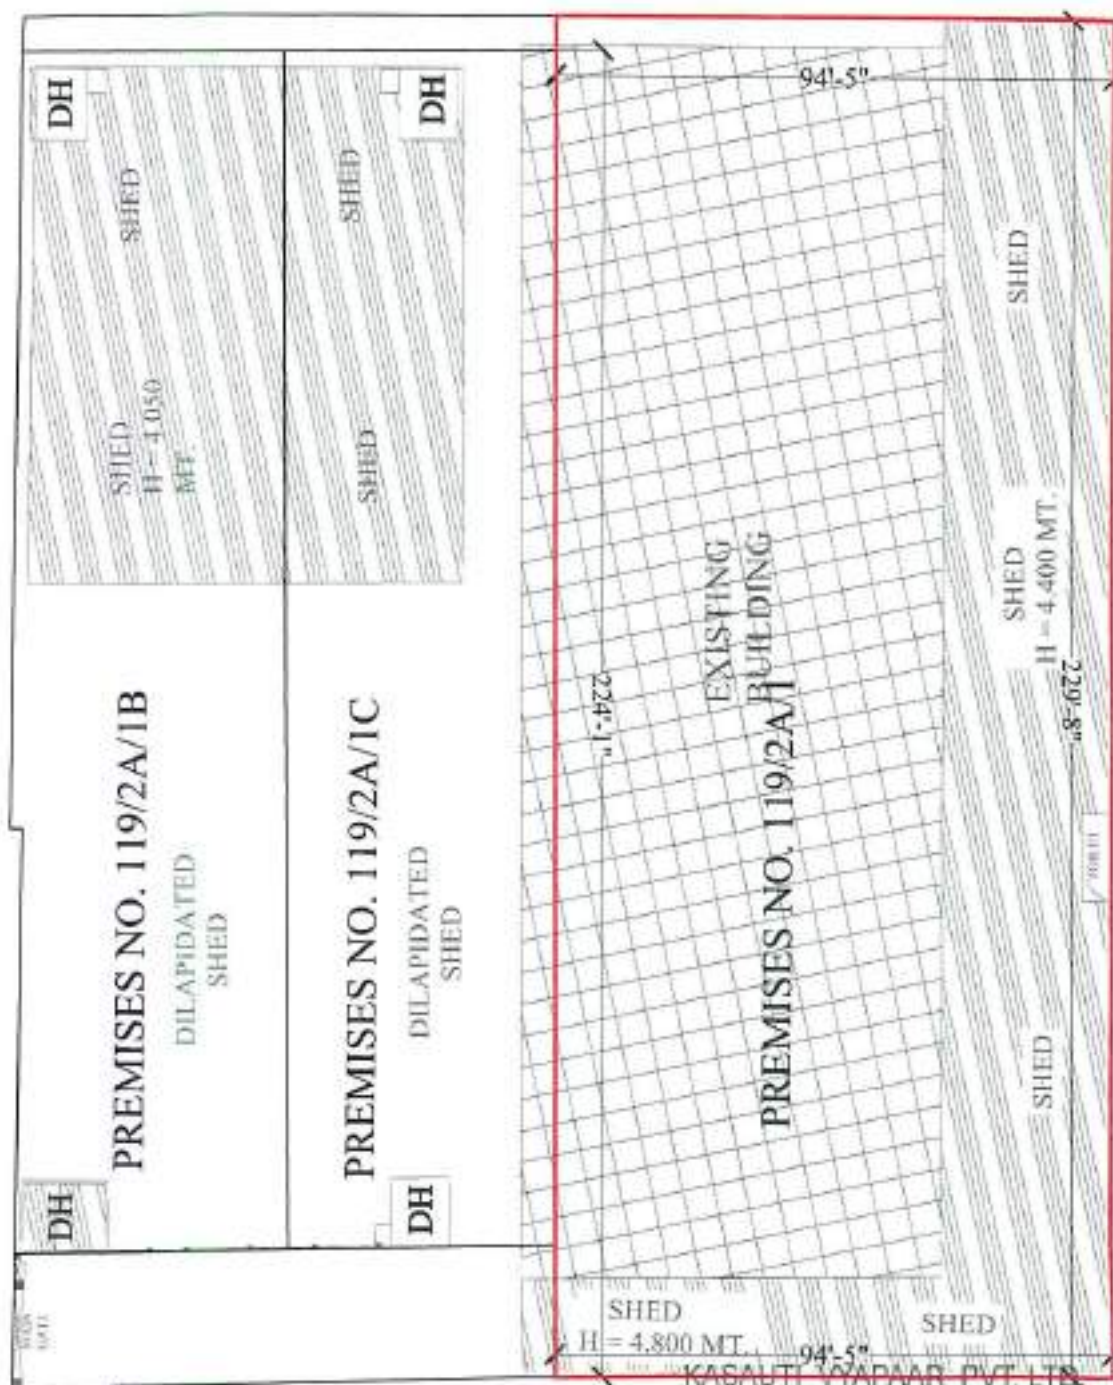 DH
DH
94'-5"
SHED
SHED
SHED
SHED
H = 4.050
MT.
SHED
EXISTING
BUILDING
SHED
H = 4.400 MT.
224'-1"
229'-8"
PREMISES NO. 119/2A/1B
DILAPIDATED
SHED
PREMISES NO. 119/2A/1C
DILAPIDATED
SHED
PREMISES NO. 119/2A/1
SHED
DH
DH
SHED
H = 4.800 MT.
SHED
94'-5"
KASAUTI VYAPAAR PVT. LTD